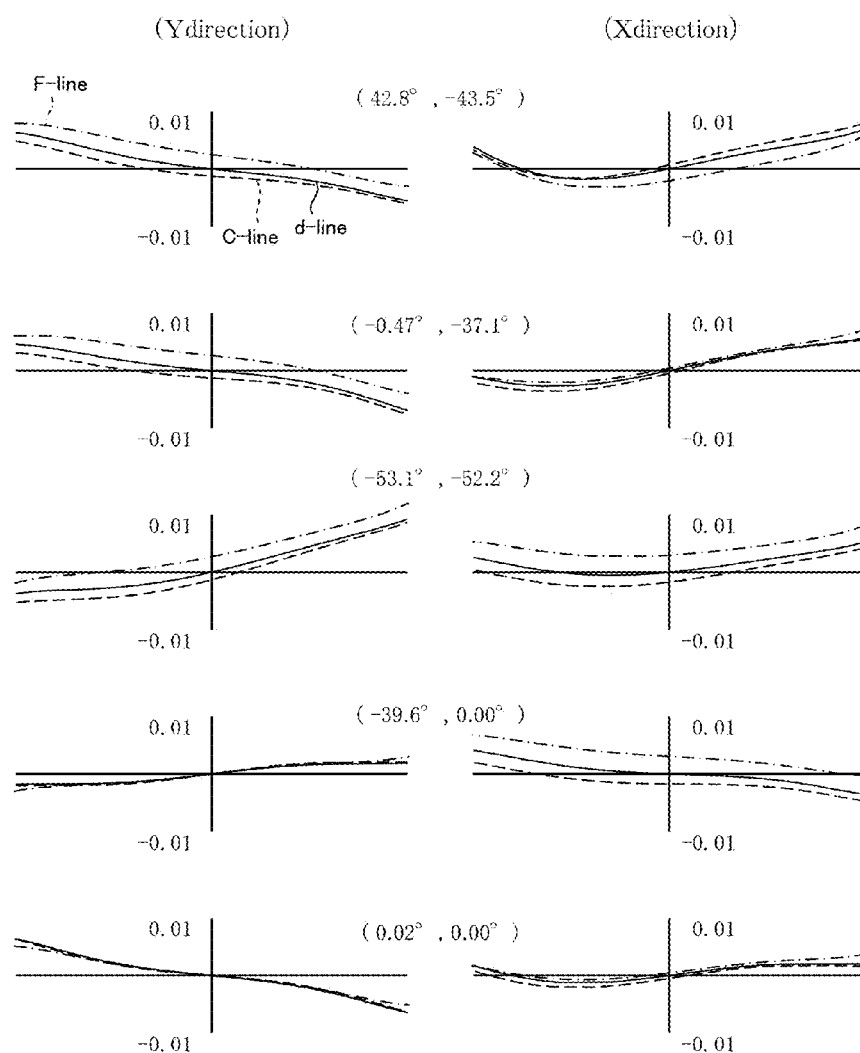 (Ydirection) (Xdirection)
F-line
(42.8° ,-43.5° )
0.01 0.01
C-line d-line
-0.01 -0.01
(-0.47° ,-37.1° )
0.01 0.01
-0.01 -0.01
(-53.1° ,-52.2° )
0.01 0.01
-0.01 -0.01
(-39.6° ,0.00° )
0.01 0.01
-0.01 -0.01
(0.02° ,0.00° )
0.01 0.01
-0.01 -0.01